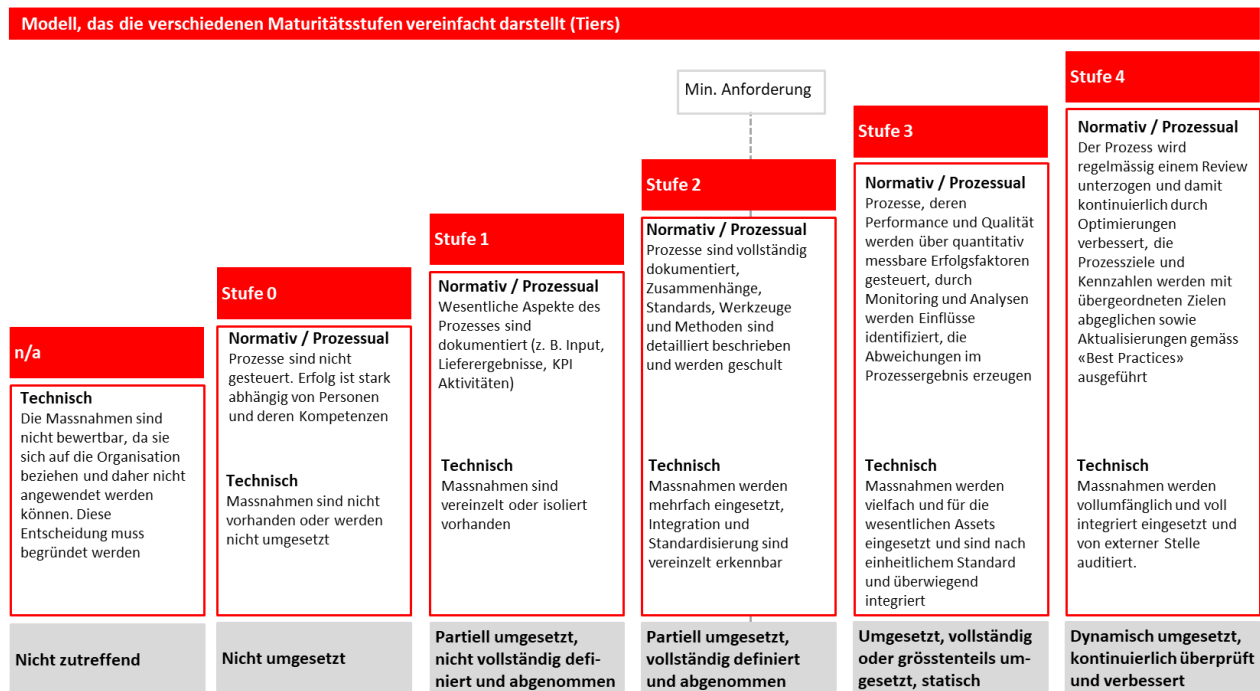 Modell, das die verschiedenen Maturitätsstufen vereinfacht darstellt (Tiers)
Min. Anforderung
n/a
Technisch
Die Massnahmen sind
nicht bewertbar, da sie
sich auf die Organisation
beziehen und daher nicht
angewendet werden
können. Diese
Entscheidung muss
begründet werden
Nicht zutreffend
Stufe 0
Normativ / Prozessual
Prozesse sind nicht
gesteuert. Erfolg ist stark
abhängig von Personen
und deren Kompetenzen
Technisch
Massnahmen sind nicht
vorhanden oder werden
nicht umgesetzt
Nicht umgesetzt
Stufe 1
Normativ / Prozessual
Wesentliche Aspekte des
Prozesses sind
dokumentiert (z. B. Input,
Lieferergebnisse, KPI
Aktivitäten)
Technisch
Massnahmen sind
vereinzelt oder isoliert
vorhanden
Partiell umgesetzt,
nicht vollständig defi-
niert und abgenommen
Stufe 2
Normativ / Prozessual
Prozesse sind vollständig
dokumentiert,
Zusammenhänge,
Standards, Werkzeuge
und Methoden sind
detailliert beschrieben
und werden geschult
Technisch
Massnahmen werden
mehrfach eingesetzt,
Integration und
Standardisierung sind
vereinzelt erkennbar
Partiell umgesetzt,
vollständig definiert
und abgenommen
Stufe 3
Normativ / Prozessual
Prozesse, deren
Performance und Qualität
werden über quantitativ
messbare Erfolgsfaktoren
gesteuert, durch
Monitoring und Analysen
werden Einflüsse
identifiziert, die
Abweichungen im
Prozessergebnis erzeugen
Technisch
Massnahmen werden
vielfach und für die
wesentlichen Assets
eingesetzt und sind nach
einheitlichem Standard
und überwiegend
integriert
Umgesetzt, vollständig
oder grösstenteils um-
gesetzt, statisch
Stufe 4
Normativ / Prozessual
Der Prozess wird
regelmässig einem Review
unterzogen und damit
kontinuierlich durch
Optimierungen
verbessert, die
Prozessziele und
Kennzahlen werden mit
übergeordneten Zielen
abgeglichen sowie
Aktualisierungen gemäss
«Best Practices»
ausgeführt
Technisch
Massnahmen werden
vollumfänglich und voll
integriert eingesetzt und
von externer Stelle
auditiert.
Dynamisch umgesetzt,
kontinuierlich überprüft
und verbessert